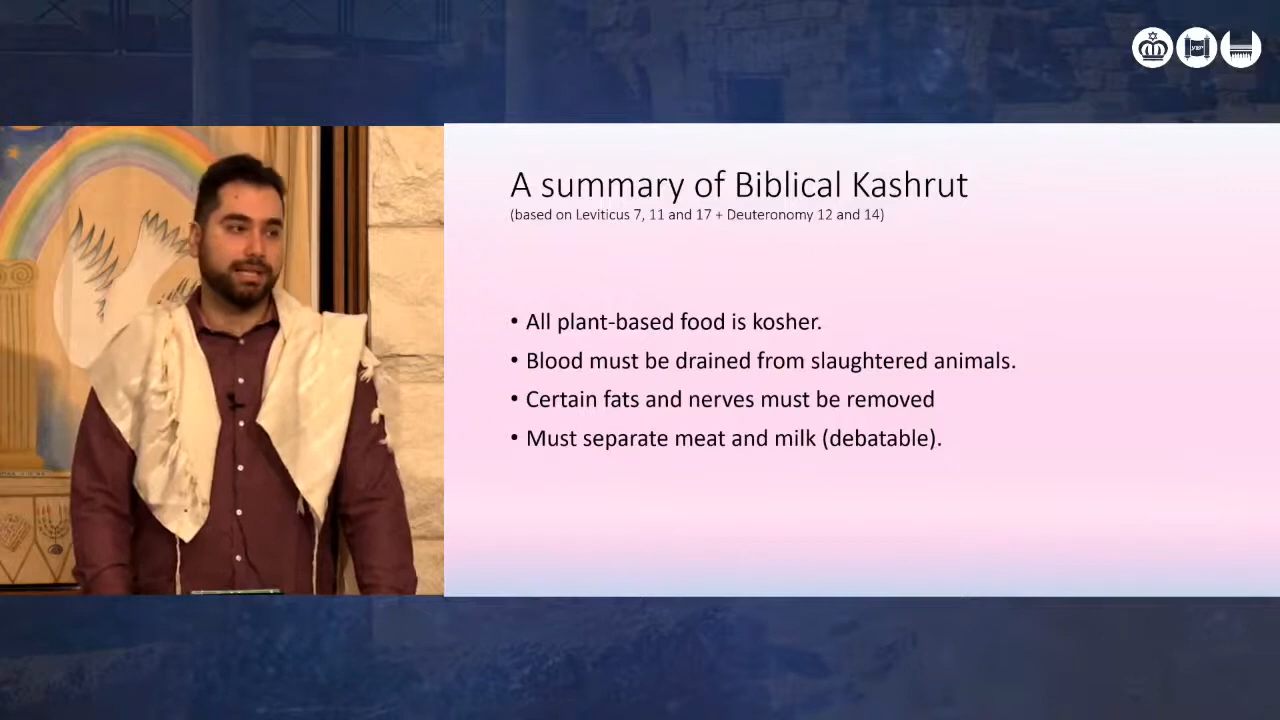 A summary of Biblical Kashrut
(based on Leviticus 7, 11 and 17 + Deuteronomy 12 and 14)
• All plant-based food is kosher.
• Blood must be drained from slaughtered animals.
• Certain fats and nerves must be removed
• Must separate meat and milk (debatable).